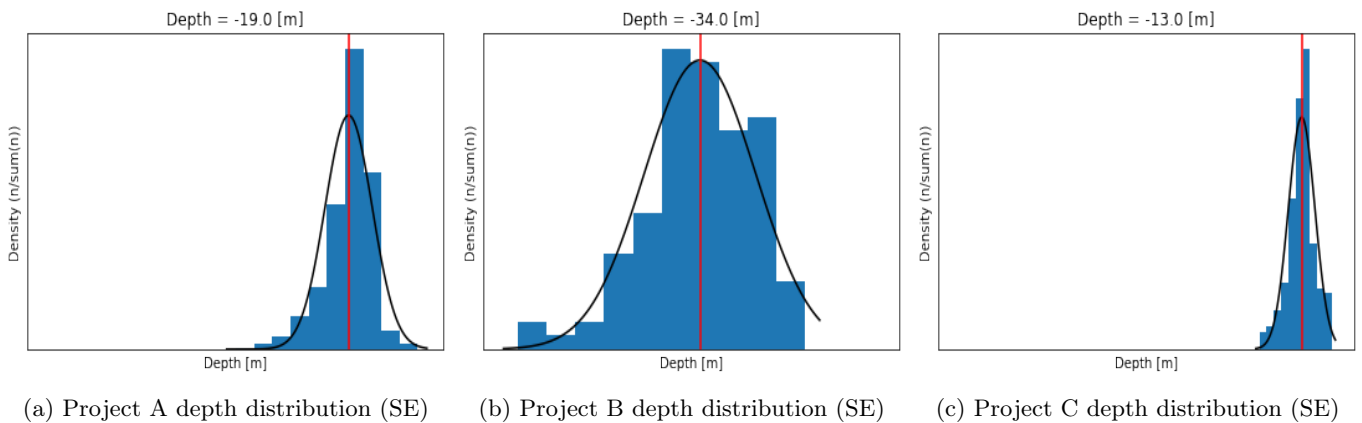 Depth = -19.0 [m]
Density (n/sum(n))
Depth [m]
(a) Project A depth distribution (SE)
Depth = -34.0 [m]
Density (n/sum(n))
Depth [m]
(b) Project B depth distribution (SE)
Depth = -13.0 [m]
Density (n/sum(n))
Depth [m]
(c) Project C depth distribution (SE)